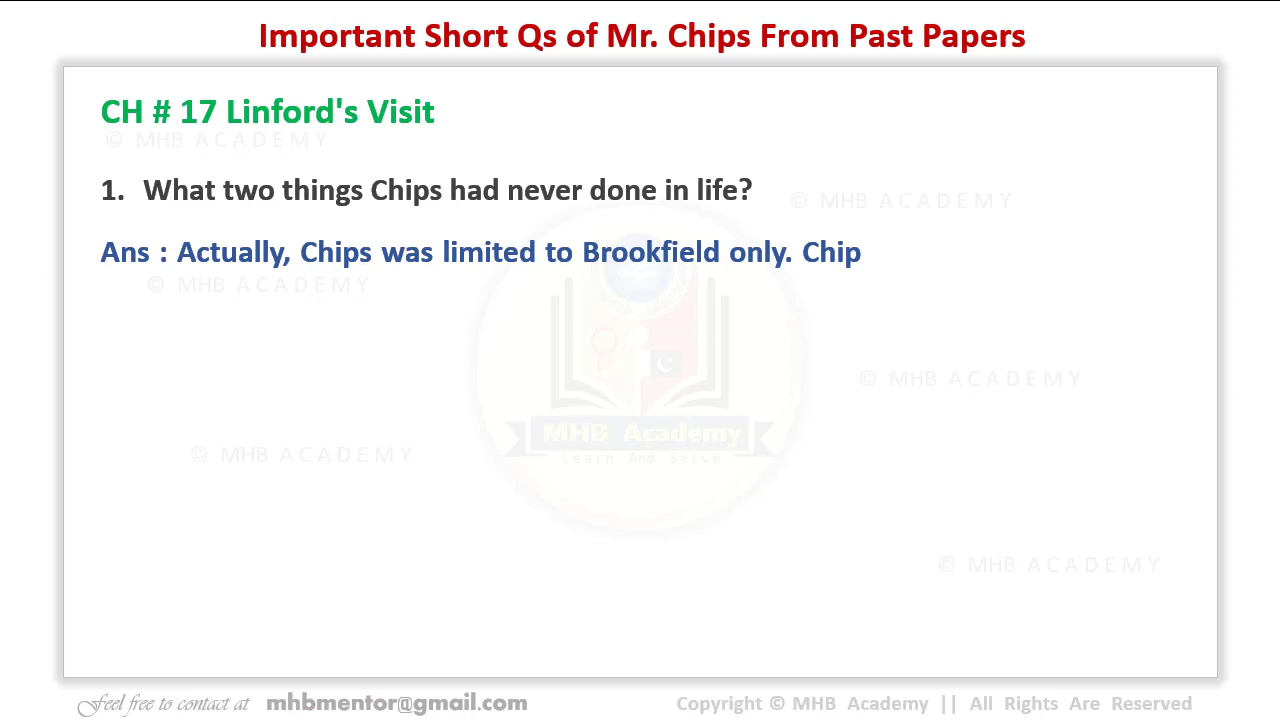 Important Short Qs of Mr. Chips From Past Papers
CH # 17 Linford's Visit
© MHB ACADEMY
1. What two things Chips had never done in life?
© MHB ACADEMY
Ans : Actually, Chips was limited to Brookfield only. Chip
© MHB ACADEMY
© MHB ACADEMY
MHB Academy
© MHB ACADEMY
Learn And Serve
© MHB ACADEMY
Feel free to contact at mhbmentor@gmail.com
Copyright © MHB Academy || All Rights Are Reserved